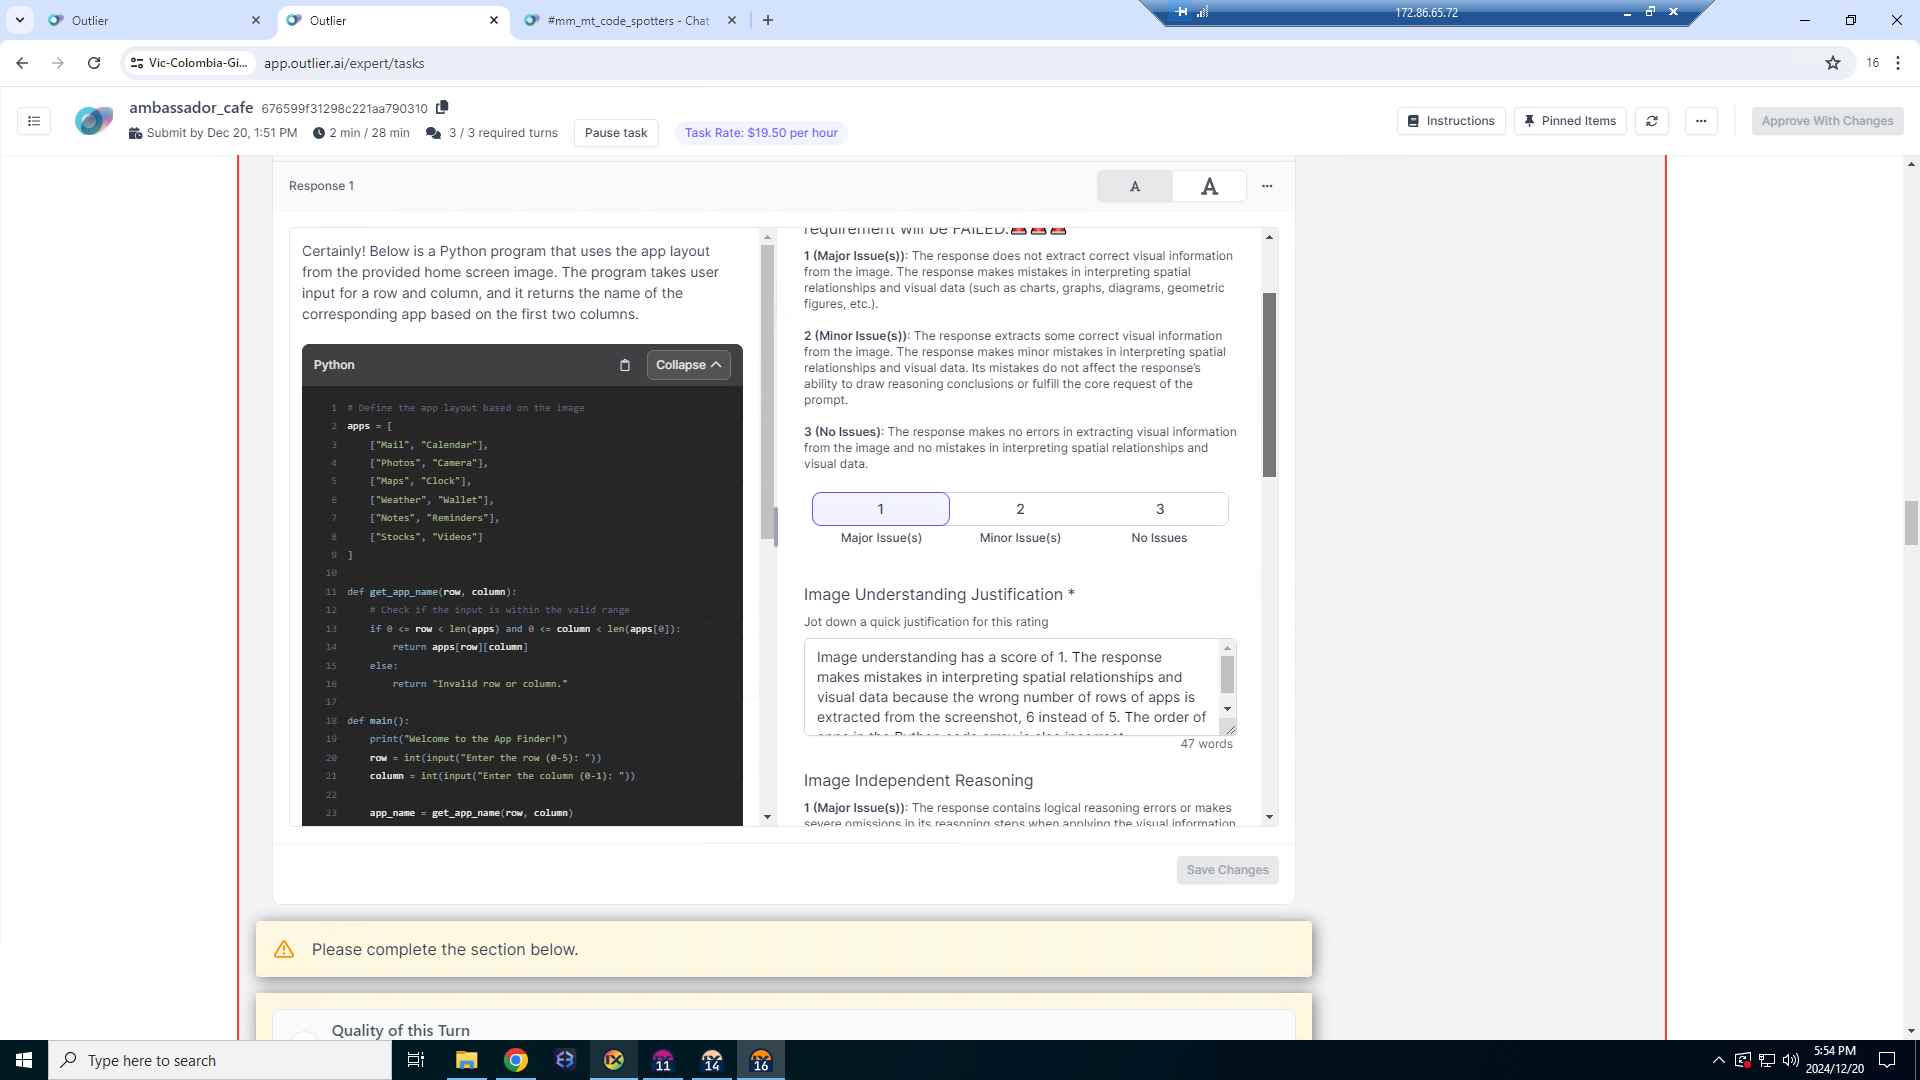 Outlier
Outlier
#mm_mt_code_spotters - Chat
172.86.65.72
Vic-Colombia-Gi...
app.outlier.ai/expert/tasks
16
ambassador_cafe 676599f31298c221aa790310
Submit by Dec 20, 1:51 PM
2 min / 28 min
3 / 3 required turns
Pause task
Task Rate: $19.50 per hour
Instructions
Pinned Items
Approve With Changes
Response 1
A
A
Certainly! Below is a Python program that uses the app layout
from the provided home screen image. The program takes user
input for a row and column, and it returns the name of the
corresponding app based on the first two columns.
Python
Collapse
1 # Define the app layout based on the image
2 apps = [
3 ["Mail", "Calendar"],
4 ["Photos", "Camera"],
5 ["Maps", "Clock"],
6 ["Weather", "Wallet"],
7 ["Notes", "Reminders"],
8 ["Stocks", "Videos"]
9 ]
10
11 def get_app_name(row, column):
12 # Check if the input is within the valid range
13 if 0 <= row < len(apps) and 0 <= column < len(apps[0]):
14 return apps[row][column]
15 else:
16 return "Invalid row or column."
17
18 def main():
19 print("Welcome to the App Finder!")
20 row = int(input("Enter the row (0-5): "))
21 column = int(input("Enter the column (0-1): "))
22
23 app_name = get_app_name(row, column)
requirement will be FAILED.🚨🚨🚨
1 (Major Issue(s)): The response does not extract correct visual information
from the image. The response makes mistakes in interpreting spatial
relationships and visual data (such as charts, graphs, diagrams, geometric
figures, etc.).
2 (Minor Issue(s)): The response extracts some correct visual information
from the image. The response makes minor mistakes in interpreting spatial
relationships and visual data. Its mistakes do not affect the response's
ability to draw reasoning conclusions or fulfill the core request of the
prompt.
3 (No Issues): The response makes no errors in extracting visual information
from the image and no mistakes in interpreting spatial relationships and
visual data.
1
2
3
Major Issue(s)
Minor Issue(s)
No Issues
Image Understanding Justification *
Jot down a quick justification for this rating
Image understanding has a score of 1. The response
makes mistakes in interpreting spatial relationships and
visual data because the wrong number of rows of apps is
extracted from the screenshot, 6 instead of 5. The order of
apps in the Python code array is also incorrect.
47 words
Image Independent Reasoning
1 (Major Issue(s)): The response contains logical reasoning errors or makes
severe omissions in its reasoning steps when applying the visual information
Save Changes
Please complete the section below.
Quality of this Turn
Type here to search
11
14
16
5:54 PM
2024/12/20